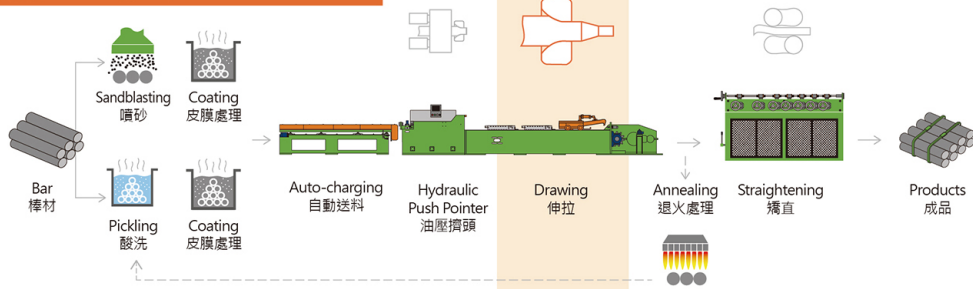 Sandblasting
噴砂
Coating
皮膜處理
Bar
棒材
Pickling
酸洗
Coating
皮膜處理
Auto-charging
自動送料
Hydraulic
Push Pointer
油壓擠頭
Drawing
伸拉
Annealing
退火處理
Straightening
矯直
Products
成品